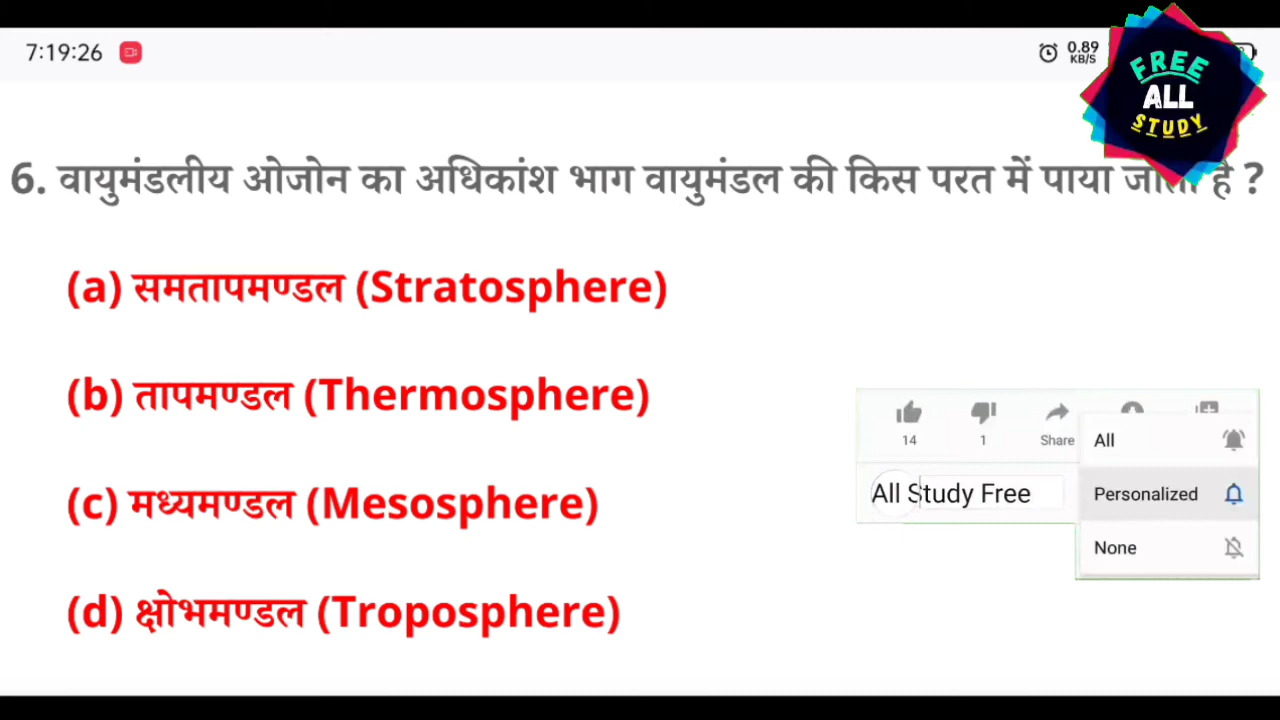 7:19:26
0.89
KB/S
FREE
ALL
STUDY
6. वायुमंडलीय ओजोन का अधिकांश भाग वायुमंडल की किस परत में पाया जाता है ?
(a) समतापमण्डल (Stratosphere)
(b) तापमण्डल (Thermosphere)
(c) मध्यमण्डल (Mesosphere)
(d) क्षोभमण्डल (Troposphere)
14
1
Share
All
All Study Free
Personalized
None